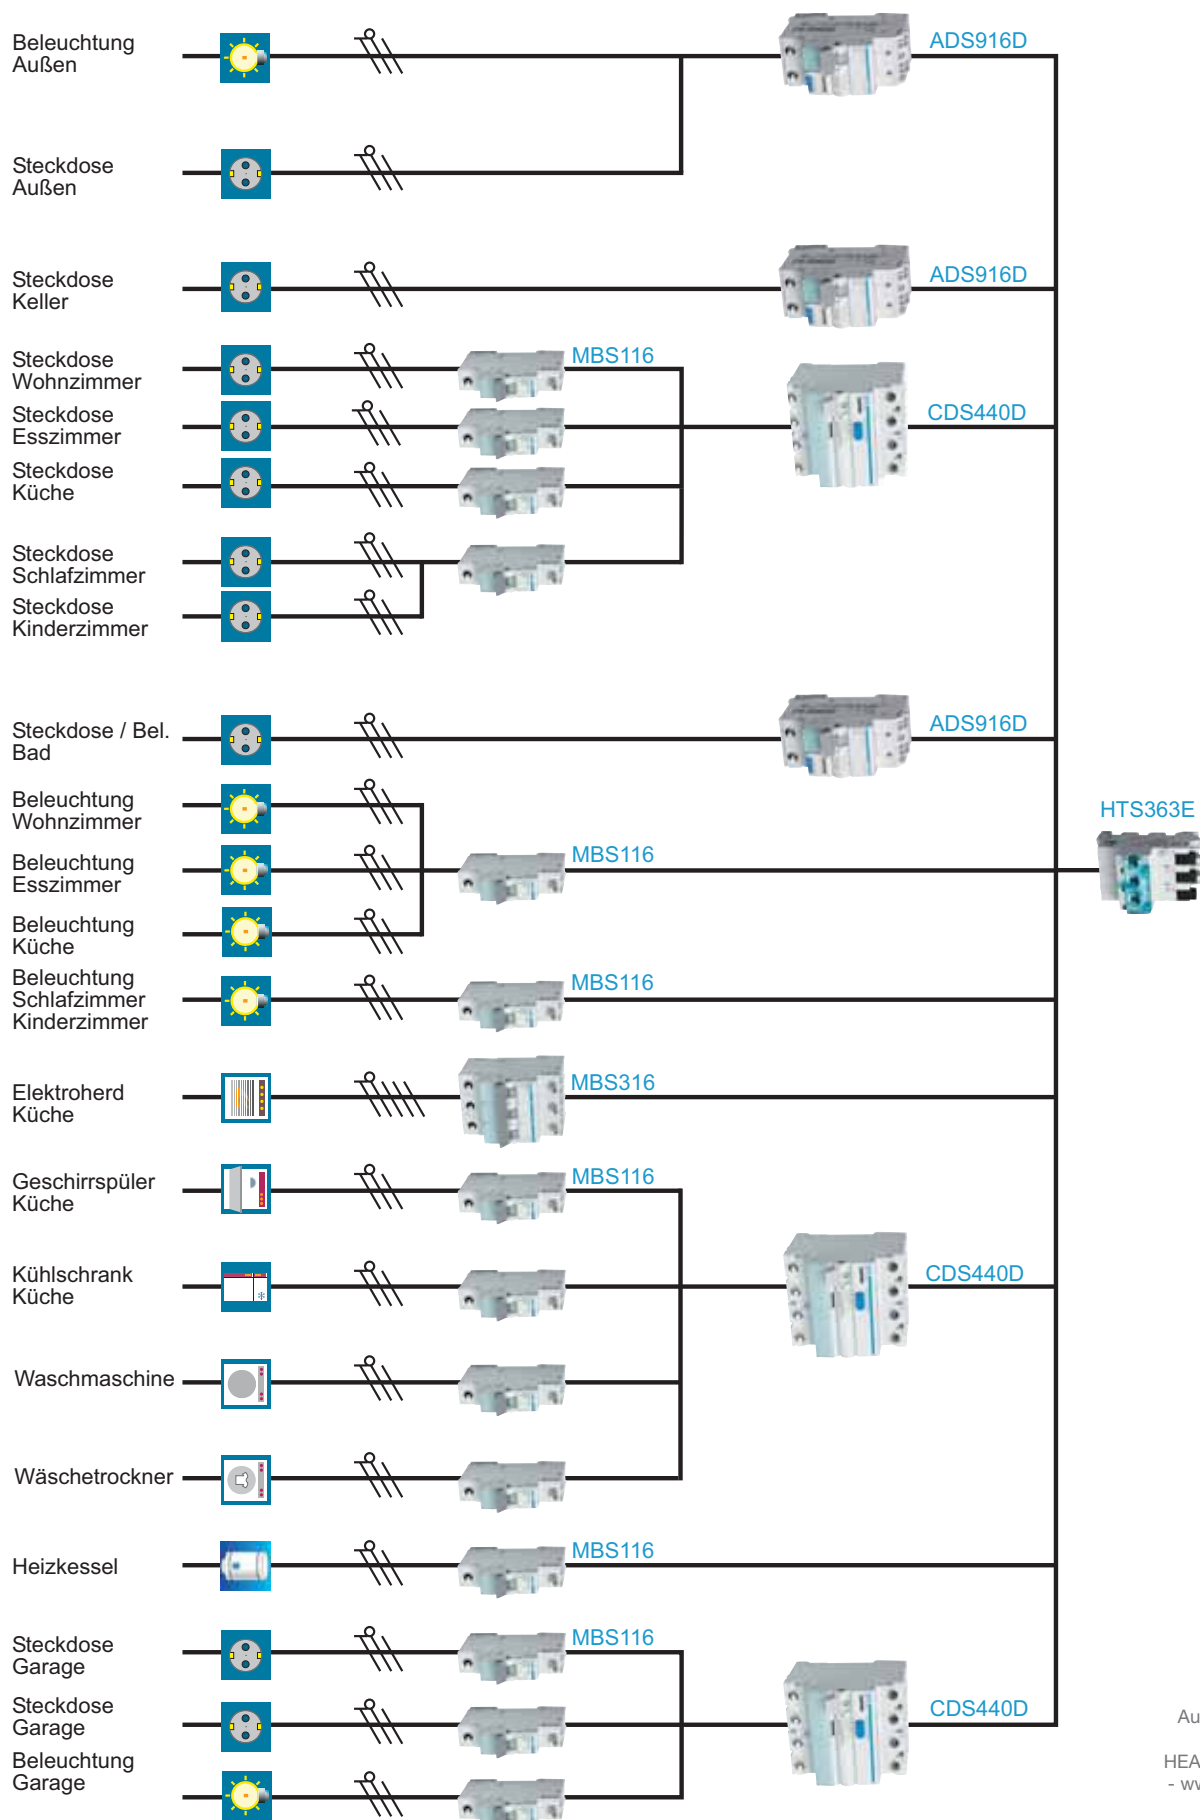 Beleuchtung
Außen
ADS916D
Steckdose
Außen
Steckdose
Keller
ADS916D
Steckdose
Wohnzimmer
MBS116
Steckdose
Esszimmer
CDS440D
Steckdose
Küche
Steckdose
Schlafzimmer
Steckdose
Kinderzimmer
Steckdose / Bel.
Bad
ADS916D
Beleuchtung
Wohnzimmer
HTS363E
Beleuchtung
Esszimmer
MBS116
Beleuchtung
Küche
Beleuchtung
Schlafzimmer
Kinderzimmer
MBS116
Elektroherd
Küche
MBS316
Geschirrspüler
Küche
MBS116
Kühlschrank
Küche
CDS440D
Waschmaschine
Wäschetrockner
Heizkessel
MBS116
Steckdose
Garage
MBS116
Steckdose
Garage
CDS440D
Beleuchtung
Garage
Au
HEA
- ww